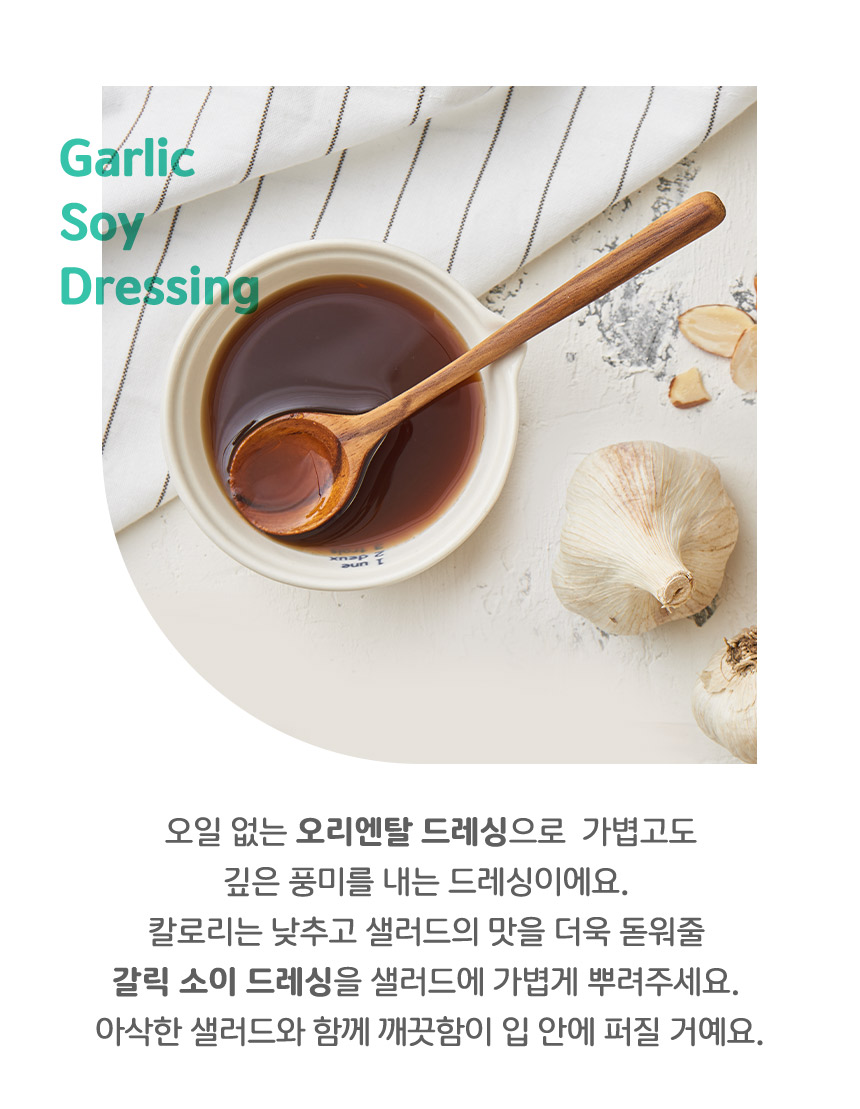 Garlic
Soy
Dressing
1 une
2 deux
오일 없는 오리엔탈 드레싱으로 가볍고도
깊은 풍미를 내는 드레싱이에요.
칼로리는 낮추고 샐러드의 맛을 더욱 돋워줄
갈릭 소이 드레싱을 샐러드에 가볍게 뿌려주세요.
아삭한 샐러드와 함께 깨끗함이 입 안에 퍼질 거예요.